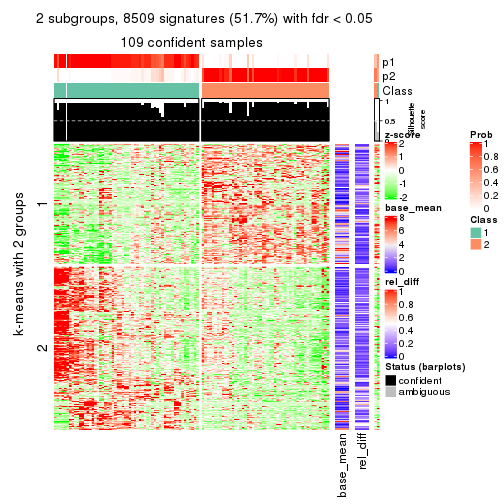 2 subgroups, 8509 signatures (51.7%) with fdr < 0.05
109 confident samples
p1
p2
Class
1
0.5
Silhouette
score
k-means with 2 groups
1
2
base_mean
rel_diff
z-score
2
1
0
-1
-2
base_mean
8
6
4
2
0
rel_diff
1
0.8
0.6
0.4
0.2
0
Status (barplots)
confident
ambiguous
Prob
1
0.8
0.6
0.4
0.2
0
Class
1
2